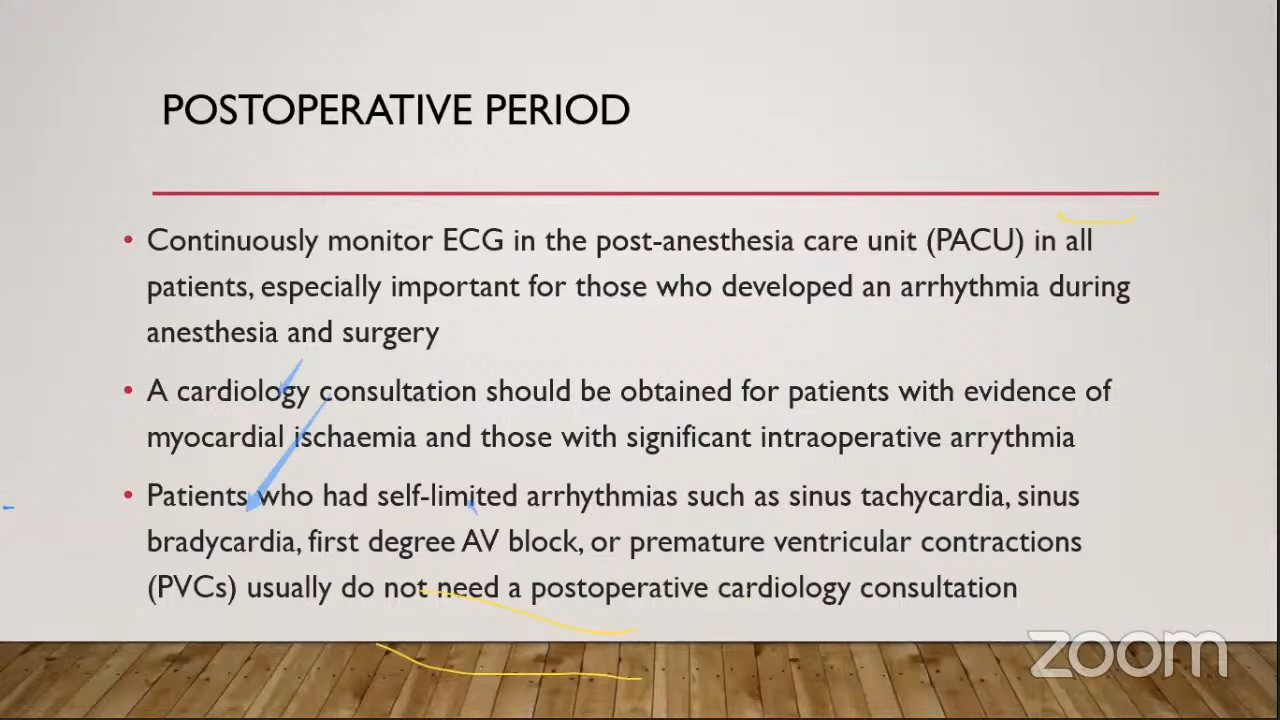 POSTOPERATIVE PERIOD
• Continuously monitor ECG in the post-anesthesia care unit (PACU) in all
patients, especially important for those who developed an arrhythmia during
anesthesia and surgery
• A cardiology consultation should be obtained for patients with evidence of
myocardial ischaemia and those with significant intraoperative arrythmia
• Patients who had self-limited arrhythmias such as sinus tachycardia, sinus
bradycardia, first degree AV block, or premature ventricular contractions
(PVCs) usually do not need a postoperative cardiology consultation
zoom